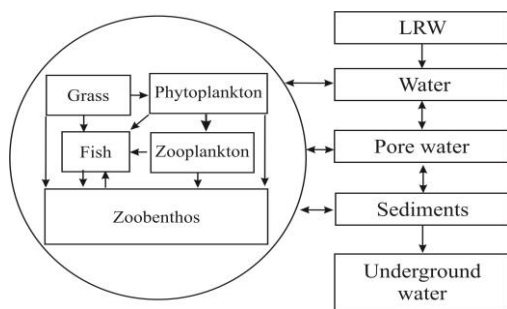 LRW
Grass
Phytoplankton
Water
Fish
Zooplankton
Pore water
Zoobenthos
Sediments
Underground
water